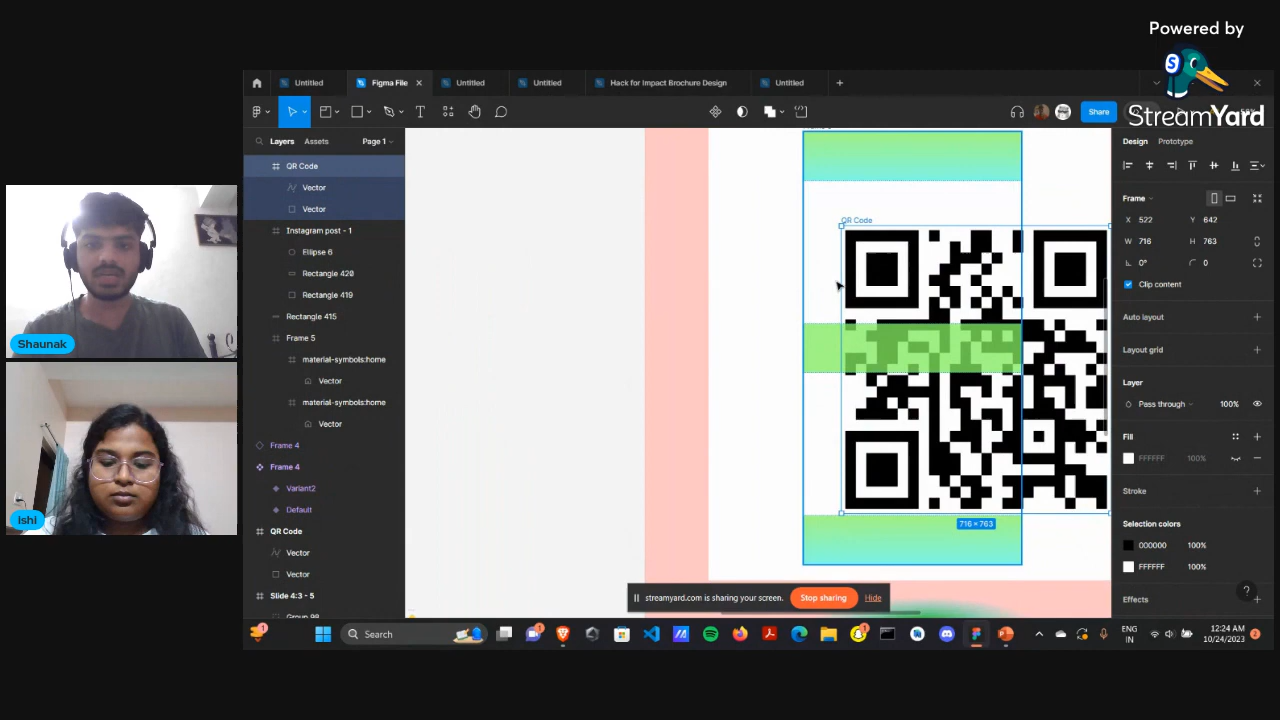 Powered by
StreamYard
Untitled
Figma File
Untitled
Untitled
Hack for Impact Brochure Design
Untitled
Share
Layers
Assets
Page 1
QR Code
Vector
Vector
Instagram post - 1
Ellipse 6
Rectangle 420
Rectangle 419
Rectangle 415
Frame 5
material-symbols:home
Vector
material-symbols:home
Vector
Frame 4
Frame 4
Variant2
Default
QR Code
Vector
Vector
Slide 4:3 - 5
QR Code
716 × 763
Design
Prototype
Frame
X 522
Y 642
W 716
H 763
0°
0
Clip content
Auto layout
Layout grid
Layer
Pass through
100%
Fill
FFFFFF
100%
Stroke
Selection colors
000000
100%
FFFFFF
100%
Effects
?
Shaunak
Ishi
streamyard.com is sharing your screen.
Stop sharing
Hide
Search
ENG
IN
12:24 AM
10/24/2023